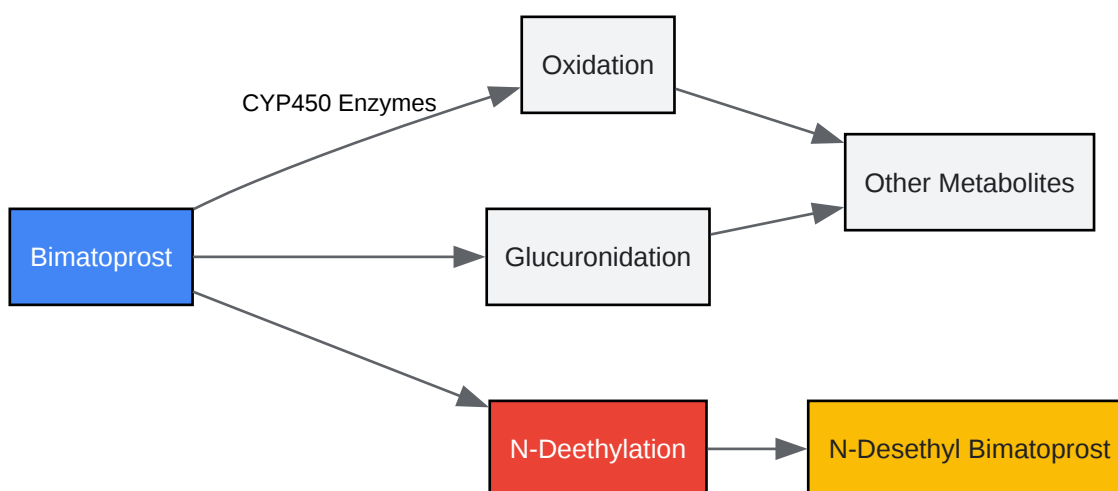 Oxidation
CYP450 Enzymes
Other Metabolites
Bimatoprost
Glucuronidation
N-Deethylation
N-Desethyl Bimatoprost